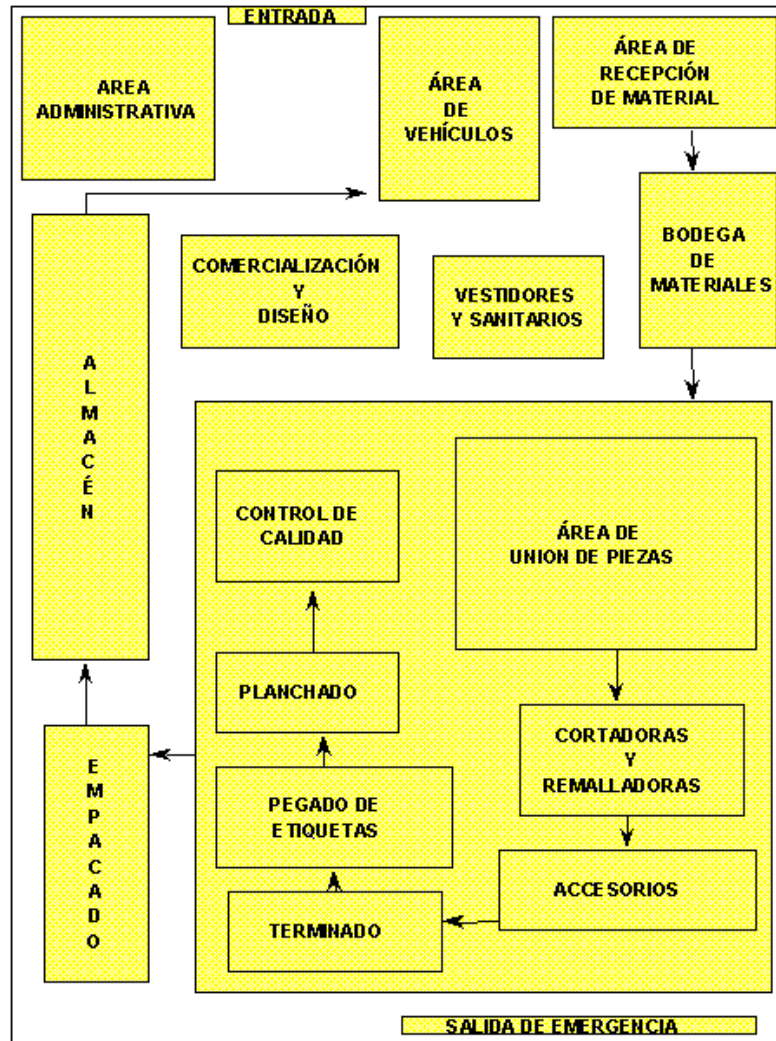 ENTRADA
AREA
ADMINISTRATIVA
ÁREA
DE
VEHÍCULOS
ÁREA DE
RECEPCIÓN
DE MATERIAL
BODEGA
DE
MATERIALES
COMERCIALIZACIÓN
Y
DISEÑO
VESTIDORES
Y SANITARIOS
A
L
M
A
C
É
N
CONTROL DE
CALIDAD
ÁREA DE
UNION DE PIEZAS
PLANCHADO
CORTADORAS
Y
REMALLADORAS
PEGADO DE
ETIQUETAS
ACCESORIOS
TERMINADO
E
M
P
A
C
A
D
O
SALIDA DE EMERGENCIA